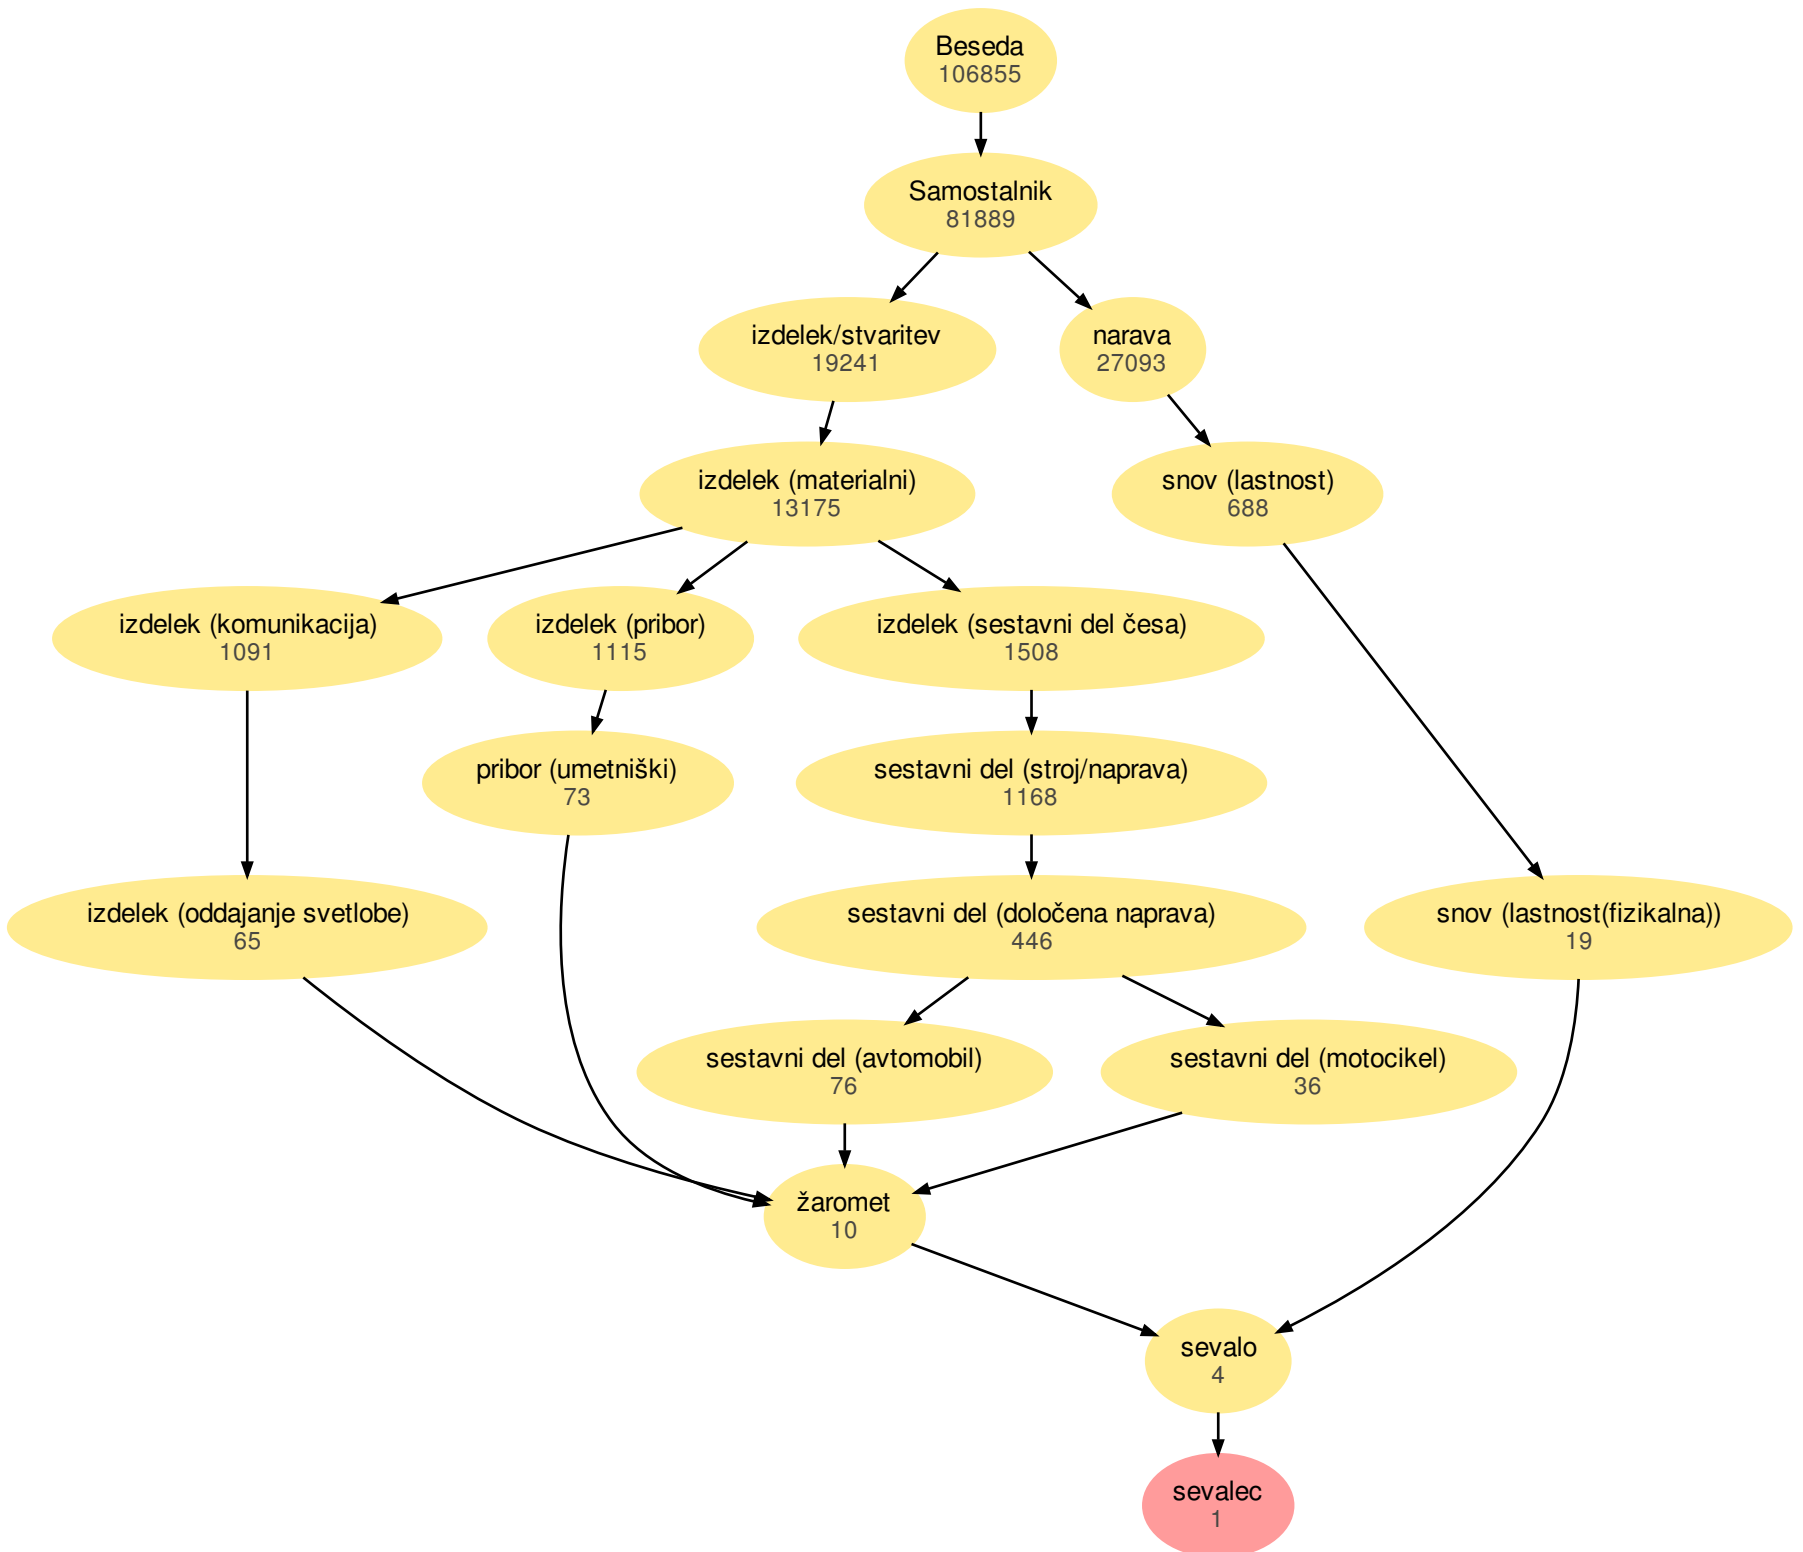 Beseda
106855
Samostalnik
81889
izdelek/stvaritev
19241
narava
27093
izdelek (materialni)
13175
snov (lastnost)
688
izdelek (komunikacija)
1091
izdelek (pribor)
1115
izdelek (sestavni del česa)
1508
pribor (umetniški)
73
sestavni del (stroj/naprava)
1168
izdelek (oddajanje svetlobe)
65
sestavni del (določena naprava)
446
snov (lastnost(fizikalna))
19
sestavni del (avtomobil)
76
sestavni del (motocikel)
36
žaromet
10
sevalo
4
sevalec
1